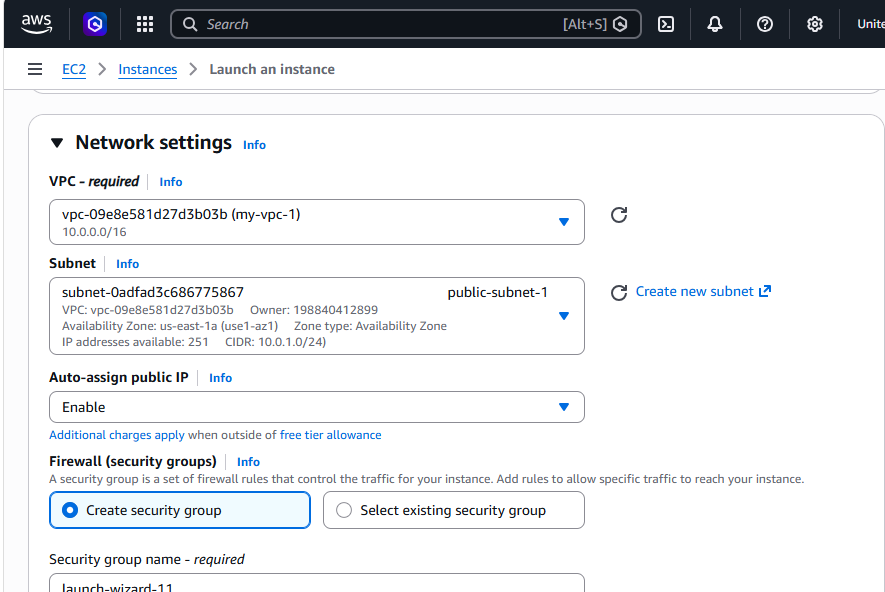 aws
Search [Alt+S]
EC2 > Instances > Launch an instance
Network settings Info
VPC - required Info
vpc-09e8e581d27d3b03b (my-vpc-1)
10.0.0.0/16
Subnet Info
subnet-0adfad3c686775867 public-subnet-1
VPC: vpc-09e8e581d27d3b03b Owner: 198840412899
Availability Zone: us-east-1a (use1-az1) Zone type: Availability Zone
IP addresses available: 251 CIDR: 10.0.1.0/24)
Create new subnet
Auto-assign public IP Info
Enable
Additional charges apply when outside of free tier allowance
Firewall (security groups) Info
A security group is a set of firewall rules that control the traffic for your instance. Add rules to allow specific traffic to reach your instance.
Create security group Select existing security group
Security group name - required
launch-wizard-11